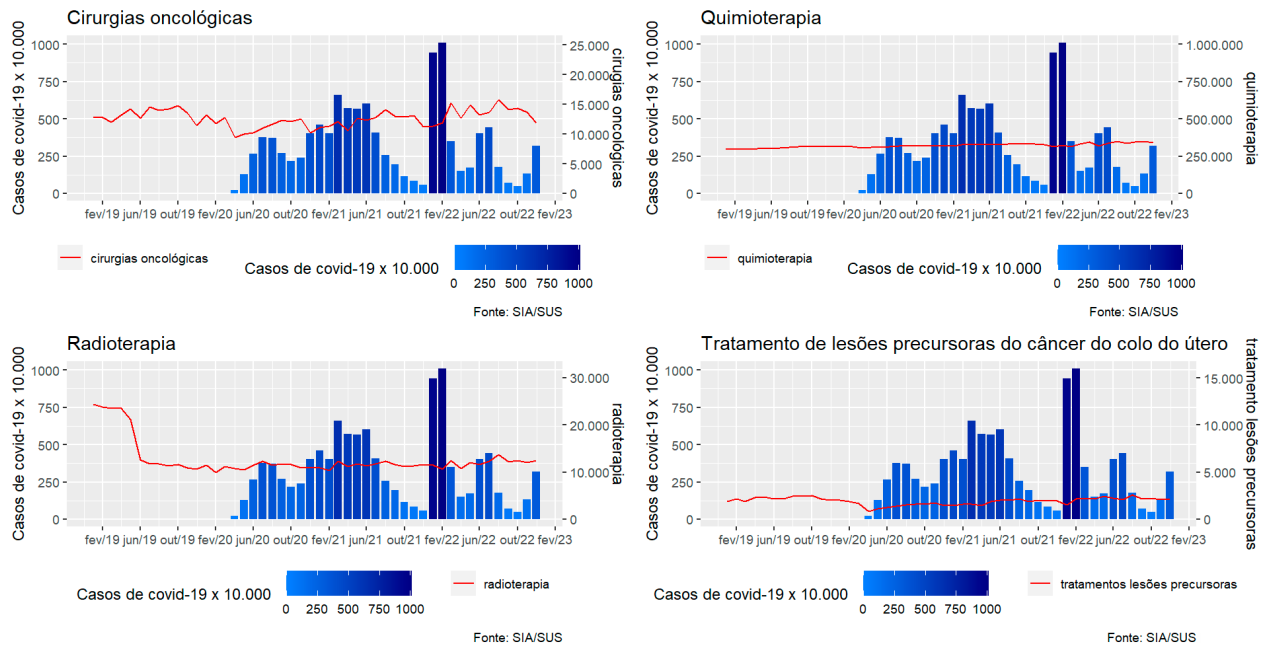 Cirurgias oncológicas
Casos de covid-19 x 10.000
1000
750
500
250
0
25.000
20.000
15.000
10.000
5.000
0
cirurgias oncológicas
fev/19 jun/19 out/19 fev/20 jun/20 out/20 fev/21 jun/21 out/21 fev/22 jun/22 out/22 fev/23
cirurgias oncológicas
Casos de covid-19 x 10.000
0 250 500 750 1000
Fonte: SIA/SUS
Quimioterapia
Casos de covid-19 x 10.000
1000
750
500
250
0
1.000.000
750.000
500.000
250.000
0
quimioterapia
fev/19 jun/19 out/19 fev/20 jun/20 out/20 fev/21 jun/21 out/21 fev/22 jun/22 out/22 fev/23
quimioterapia
Casos de covid-19 x 10.000
0 250 500 750 1000
Fonte: SIA/SUS
Radioterapia
Casos de covid-19 x 10.000
1000
750
500
250
0
30.000
20.000
10.000
0
radioterapia
fev/19 jun/19 out/19 fev/20 jun/20 out/20 fev/21 jun/21 out/21 fev/22 jun/22 out/22 fev/23
Casos de covid-19 x 10.000
0 250 500 750 1000
radioterapia
Fonte: SIA/SUS
Tratamento de lesões precursoras do câncer do colo do útero
Casos de covid-19 x 10.000
1000
750
500
250
0
15.000
10.000
5.000
0
tratamento lesões precursoras
fev/19 jun/19 out/19 fev/20 jun/20 out/20 fev/21 jun/21 out/21 fev/22 jun/22 out/22 fev/23
Casos de covid-19 x 10.000
0 250 500 750 1000
tratamentos lesões precursoras
Fonte: SIA/SUS